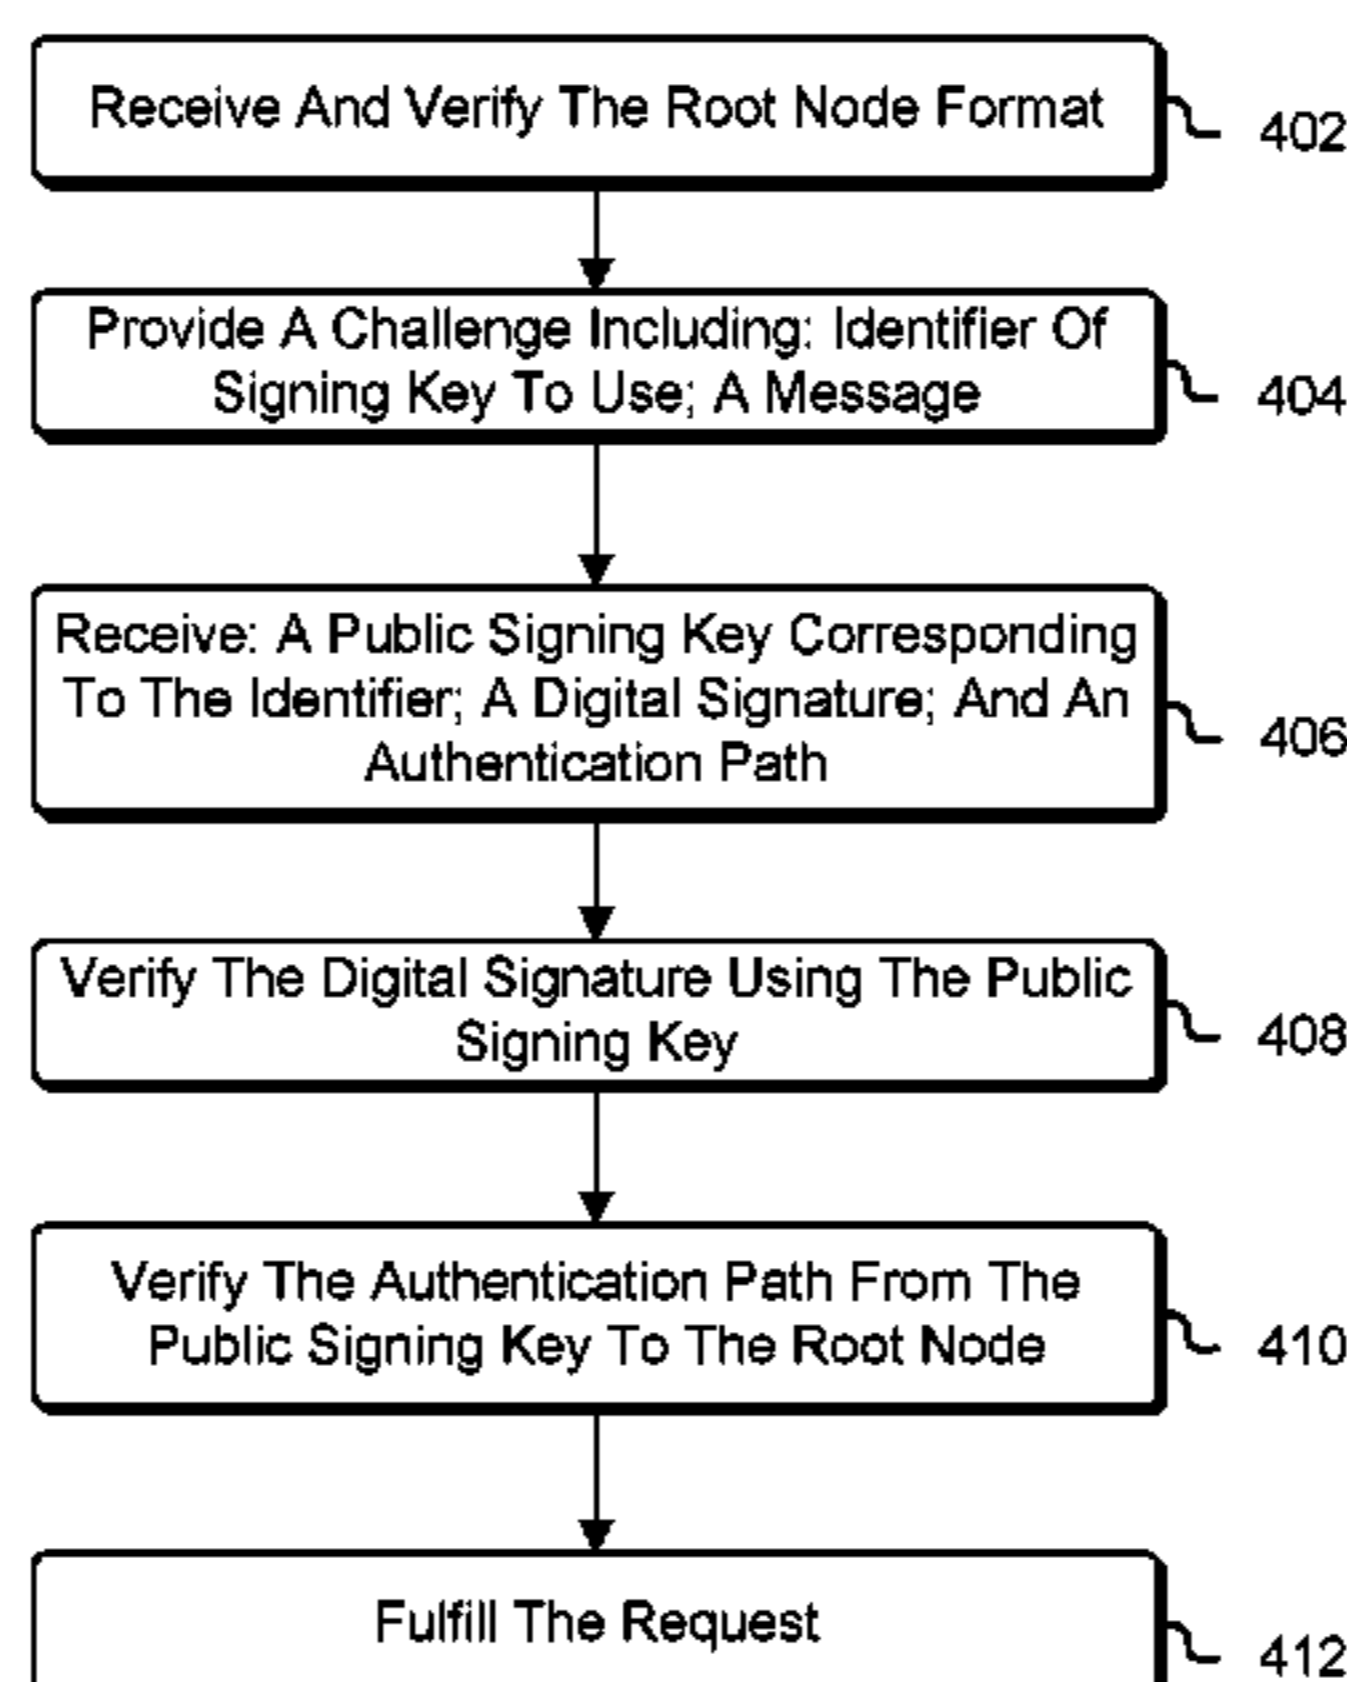 Receive And Verify The Root Node Format
402
Provide A Challenge Including: Identifier Of
Signing Key To Use; A Message
404
Receive: A Public Signing Key Corresponding
To The Identifier; A Digital Signature; And An
Authentication Path
406
Verify The Digital Signature Using The Public
Signing Key
408
Verify The Authentication Path From The
Public Signing Key To The Root Node
410
Fulfill The Request
412